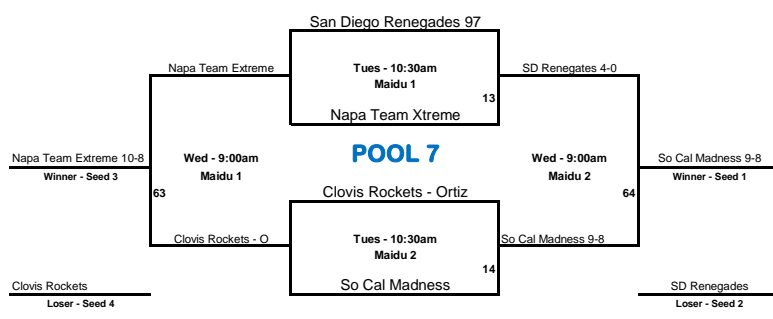 San Diego Renegades 97
Napa Team Extreme
Tues - 10:30am
SD Renegates 4-0
Maidu 1
13
Napa Team Xtreme
POOL 7
Napa Team Extreme 10-8
Wed - 9:00am
Wed - 9:00am
So Cal Madness 9-8
Winner - Seed 3
Maidu 1
Maidu 2
Winner - Seed 1
63
64
Clovis Rockets - Ortiz
Clovis Rockets - O
Tues - 10:30am
So Cal Madness 9-8
Maidu 2
14
So Cal Madness
Clovis Rockets
SD Renegades
Loser - Seed 4
Loser - Seed 2